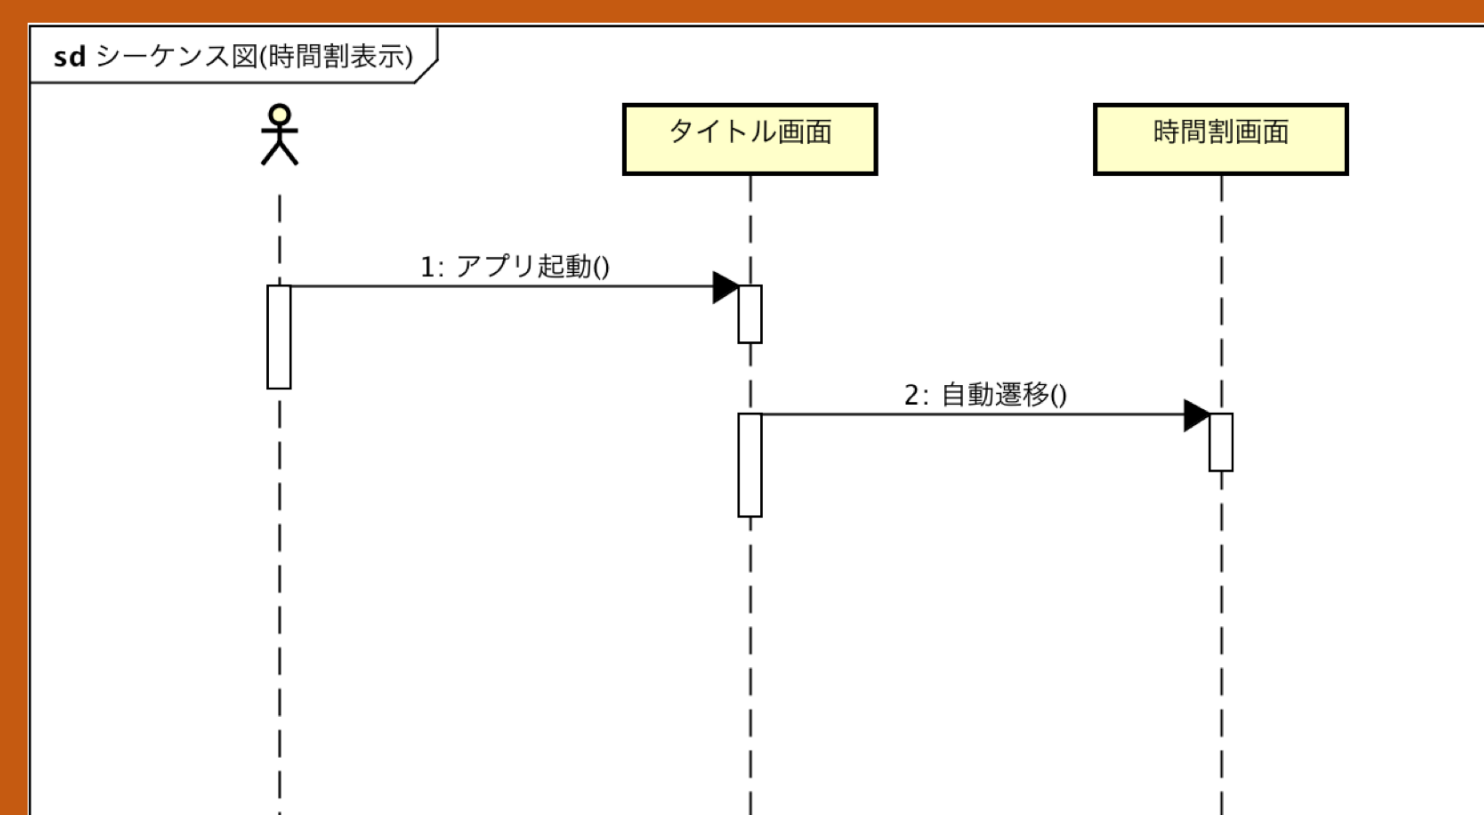 sd シーケンス図(時間割表示)
タイトル画面
時間割画面
1: アプリ起動()
2: 自動遷移()